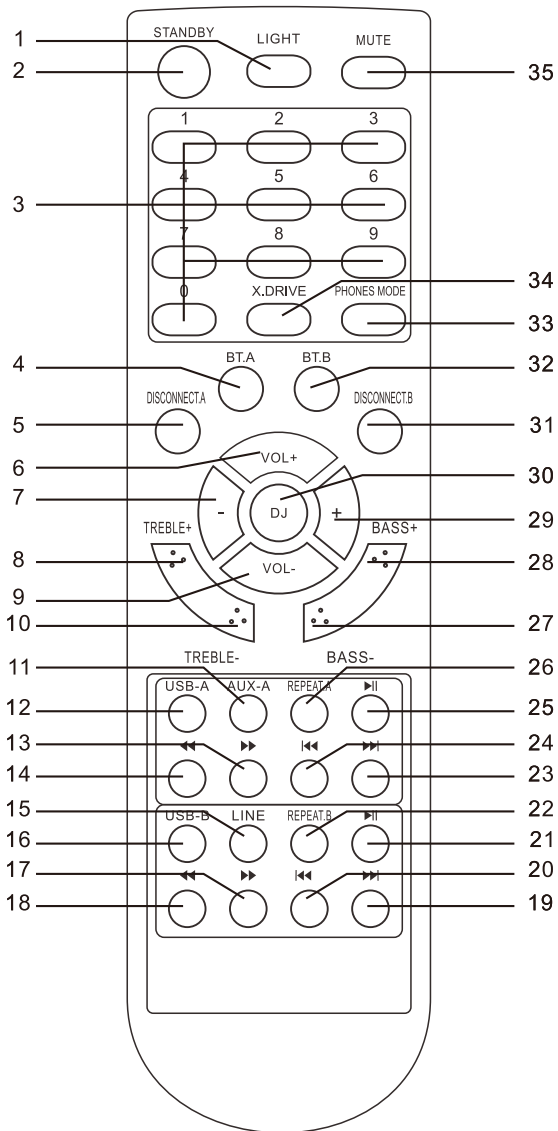 STANDBY LIGHT MUTE
1 2 3
4 5 6
7 8 9
0 X.DRIVE PHONES MODE
BT.A BT.B
DISCONNECT.A DISCONNECT.B
VOL+
- DJ +
TREBLE+ BASS+
VOL-
TREBLE- BASS-
USB-A AUX-A REPEAT.A
USB-B LINE REPEAT.B
1
2
3
4
5
6
7
8
9
10
11
12
13
14
15
16
17
18
35
34
33
32
31
30
29
28
27
26
25
24
23
22
21
20
19